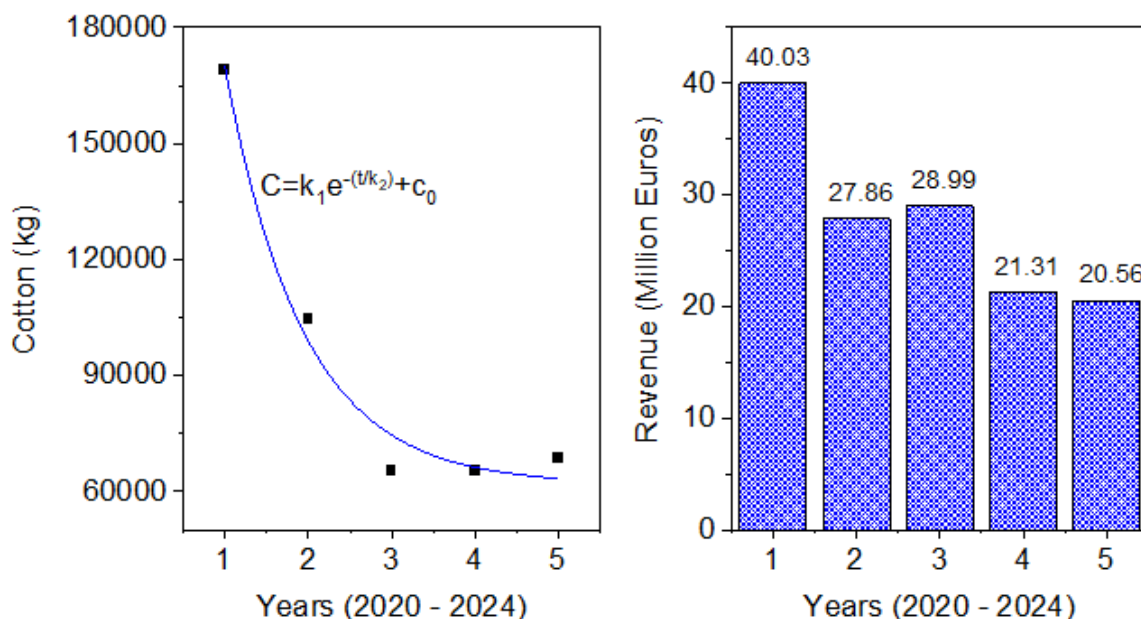 180000
150000
120000
90000
60000
Cotton (kg)
C=k₁e^-(t/k₂)+c₀
1 2 3 4 5
Years (2020 - 2024)
40
30
20
10
0
Revenue (Million Euros)
40.03
27.86
28.99
21.31
20.56
1 2 3 4 5
Years (2020 - 2024)